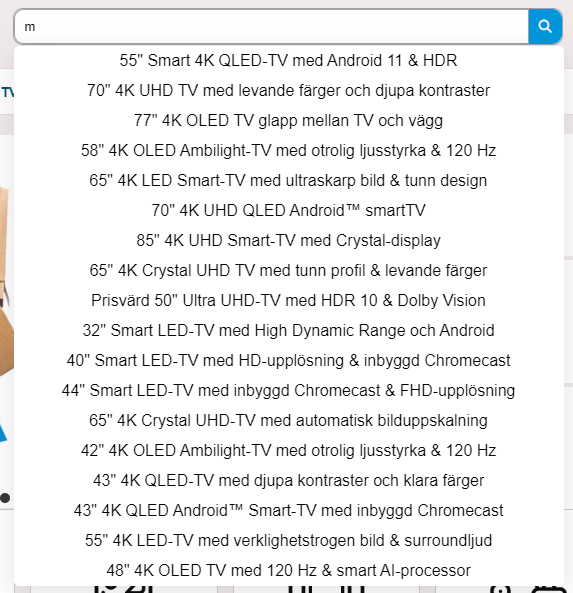 m
55" Smart 4K QLED-TV med Android 11 & HDR
TV
70" 4K UHD TV med levande färger och djupa kontraster
77" 4K OLED TV glapp mellan TV och vägg
58" 4K OLED Ambilight-TV med otrolig ljusstyrka & 120 Hz
65" 4K LED Smart-TV med ultraskarp bild & tunn design
70" 4K UHD QLED Android™ smartTV
85" 4K UHD Smart-TV med Crystal-display
65" 4K Crystal UHD TV med tunn profil & levande färger
Prisvärd 50" Ultra UHD-TV med HDR 10 & Dolby Vision
32" Smart LED-TV med High Dynamic Range och Android
40" Smart LED-TV med HD-upplösning & inbyggd Chromecast
44" Smart LED-TV med inbyggd Chromecast & FHD-upplösning
65" 4K Crystal UHD-TV med automatisk bilduppskalning
42" 4K OLED Ambilight-TV med otrolig ljusstyrka & 120 Hz
43" 4K QLED-TV med djupa kontraster och klara färger
43" 4K QLED Android™ Smart-TV med inbyggd Chromecast
55" 4K LED-TV med verklighetstrogen bild & surroundljud
48" 4K OLED TV med 120 Hz & smart AI-processor